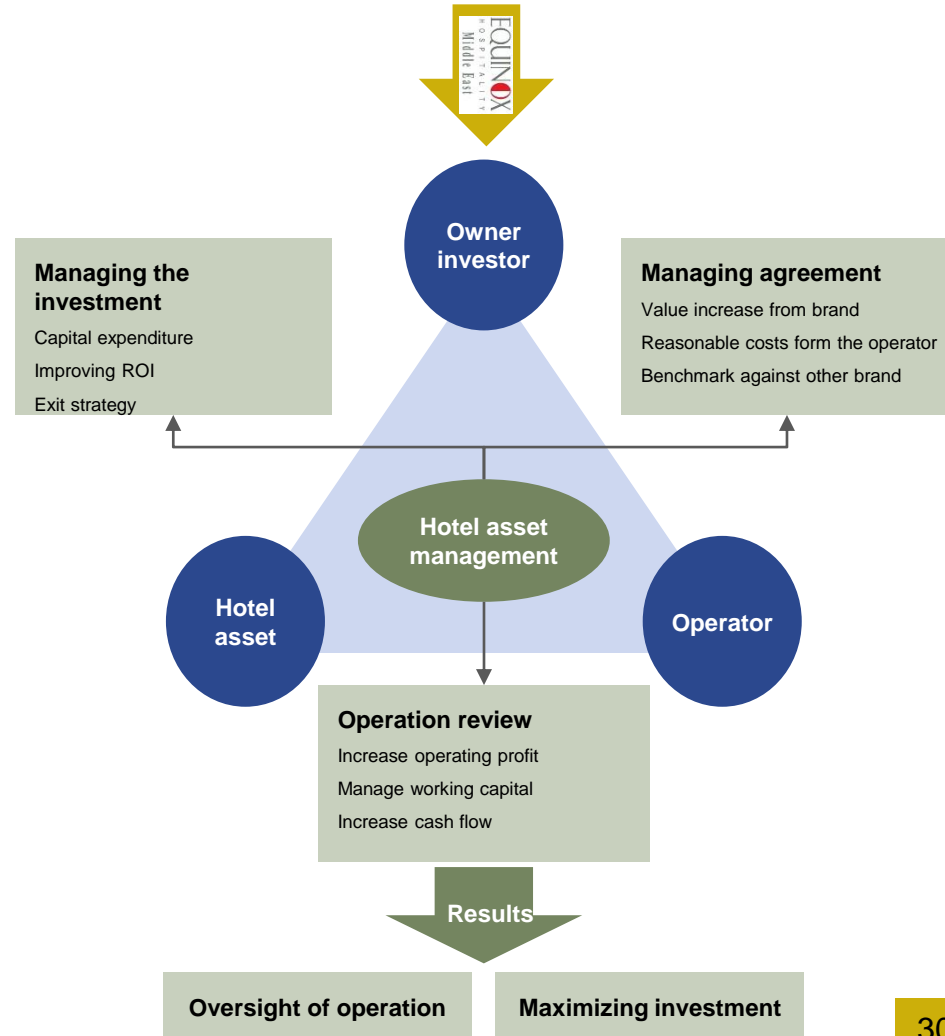 EQUINOX
HOSPITALITY
Middle East
Owner
investor
Managing the
investment
Capital expenditure
Improving ROI
Exit strategy
Managing agreement
Value increase from brand
Reasonable costs form the operator
Benchmark against other brand
Hotel asset
management
Hotel
asset
Operator
Operation review
Increase operating profit
Manage working capital
Increase cash flow
Results
Oversight of operation
Maximizing investment
30